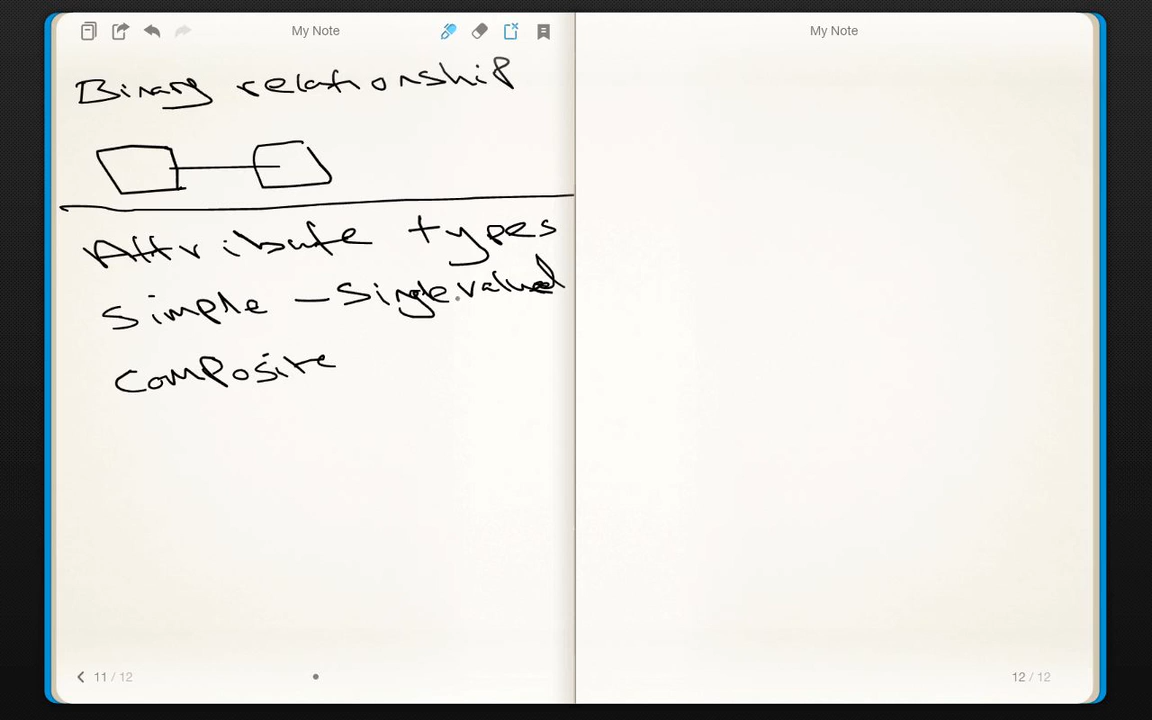 My Note
My Note
Binary relationship
Attribute types
Simple — Single valued
Composite
11 / 12
12 / 12